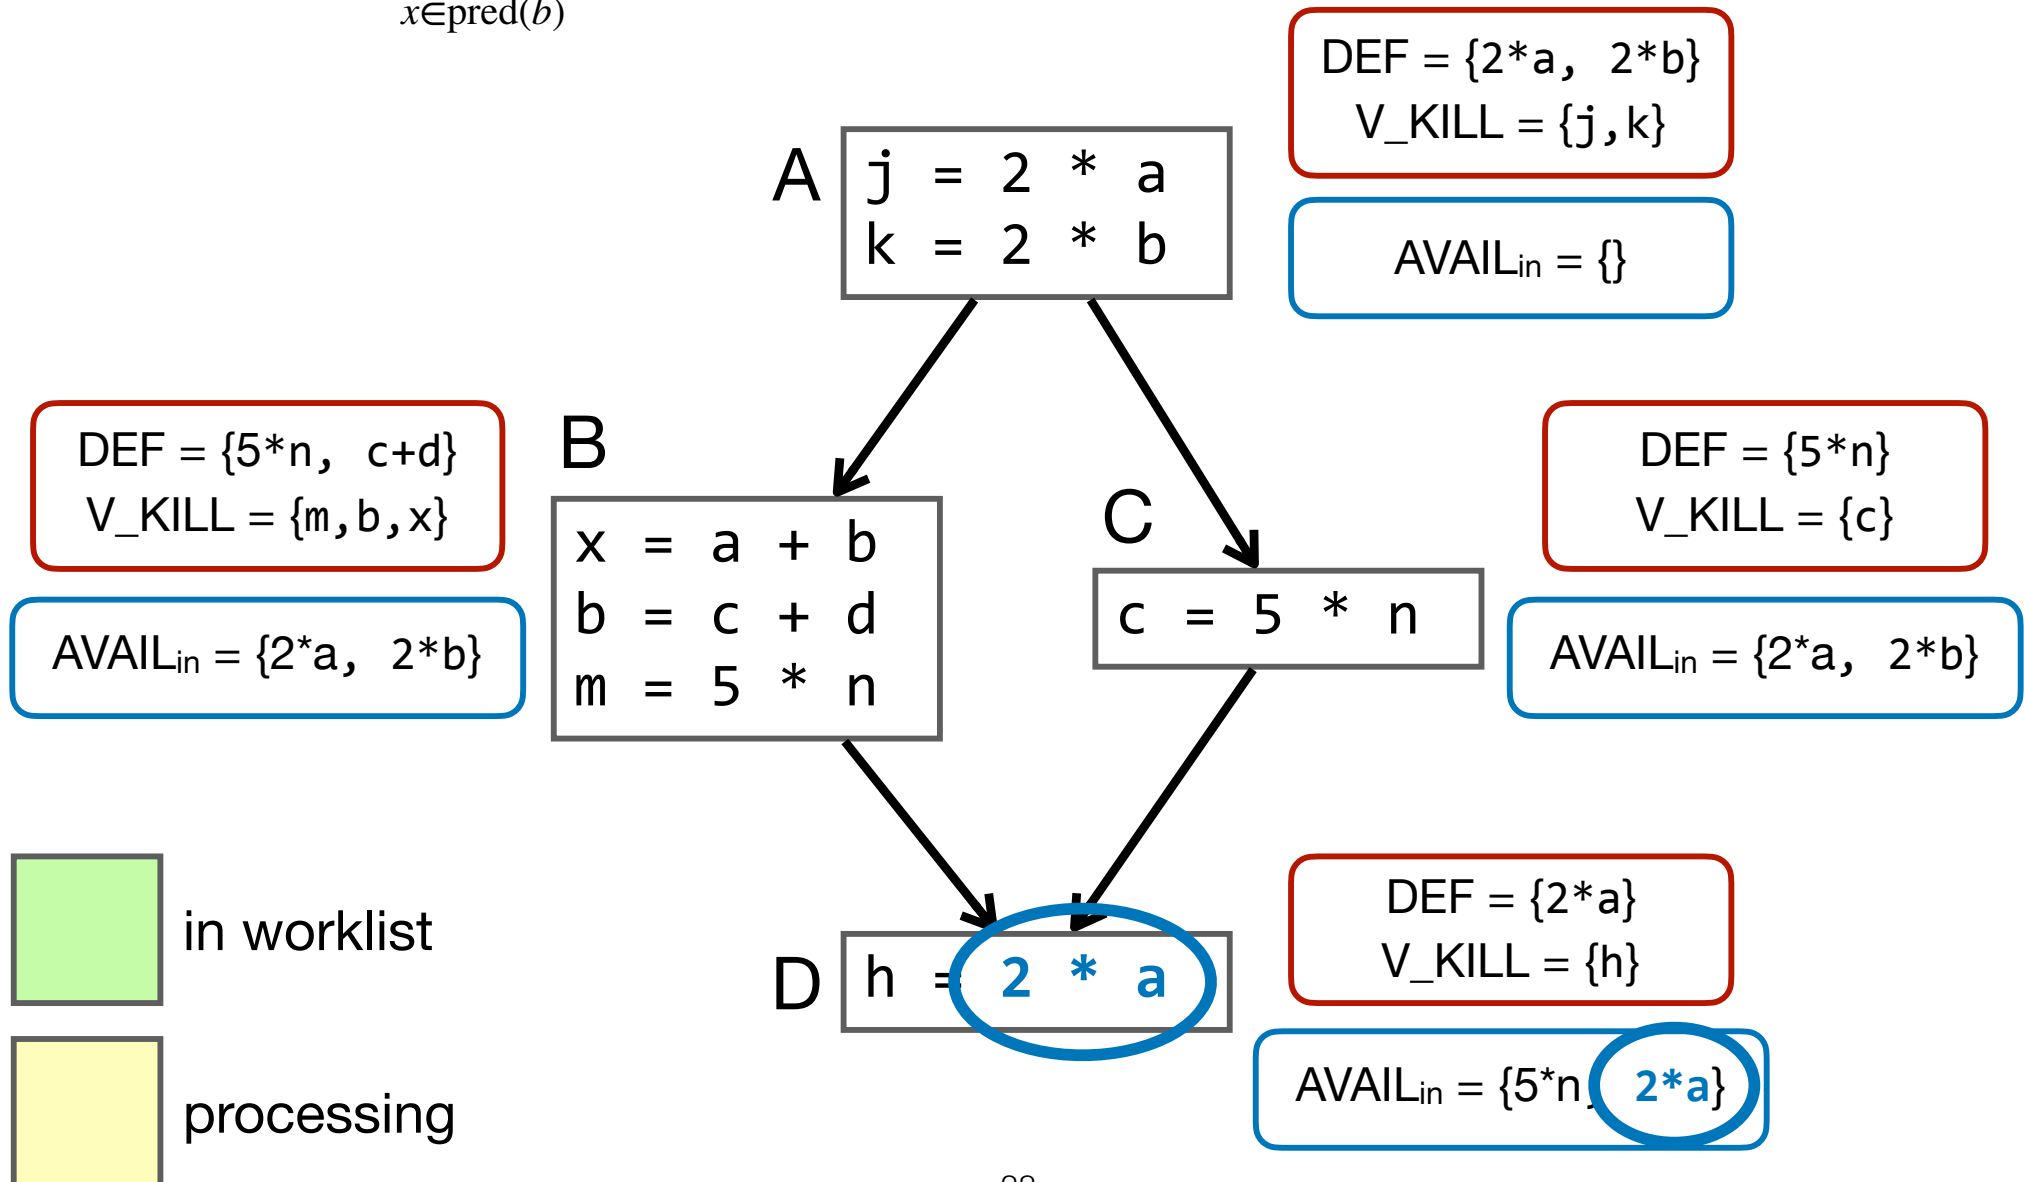 x∈pred(b)
DEF = {2*a, 2*b}
V_KILL = {j,k}
A
j = 2 * a
k = 2 * b
AVAILin = {}
DEF = {5*n, c+d}
V_KILL = {m,b,x}
B
x = a + b
b = c + d
m = 5 * n
AVAILin = {2*a, 2*b}
C
c = 5 * n
DEF = {5*n}
V_KILL = {c}
AVAILin = {2*a, 2*b}
in worklist
D
h = 2 * a
DEF = {2*a}
V_KILL = {h}
AVAILin = {5*n, 2*a}
processing